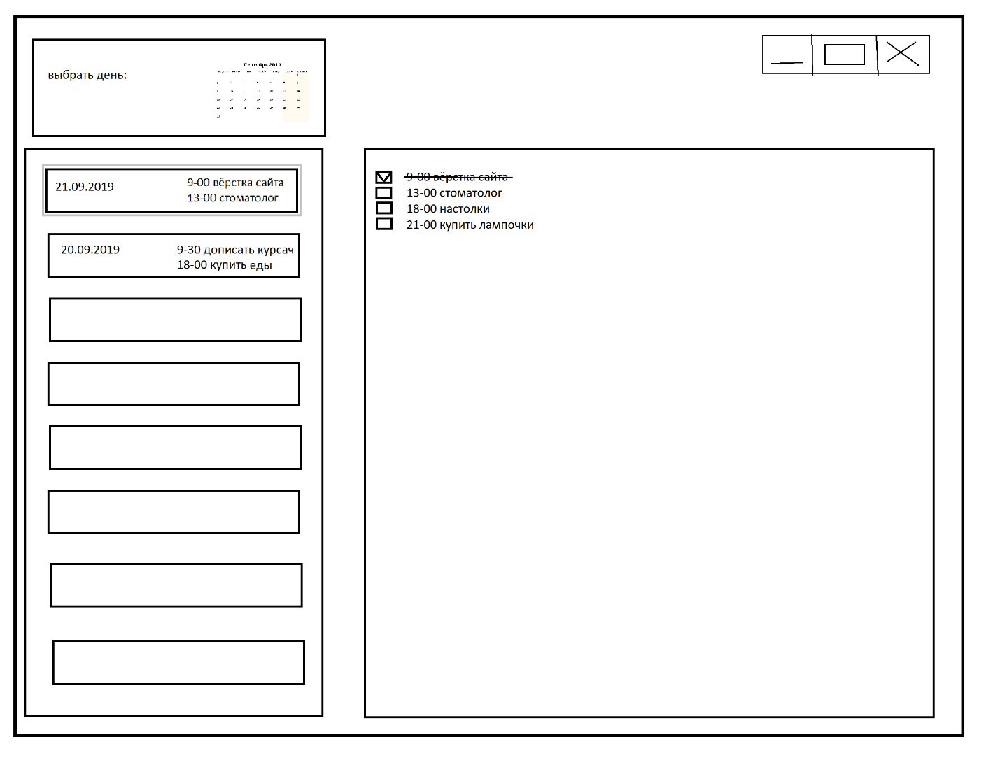 выбрать день:
Сентябрь 2019
21.09.2019
9-00 вёрстка сайта
13-00 стоматолог
20.09.2019
9-30 дописать курсач
18-00 купить еды
9-00 вёрстка сайта
13-00 стоматолог
18-00 настолки
21-00 купить лампочки